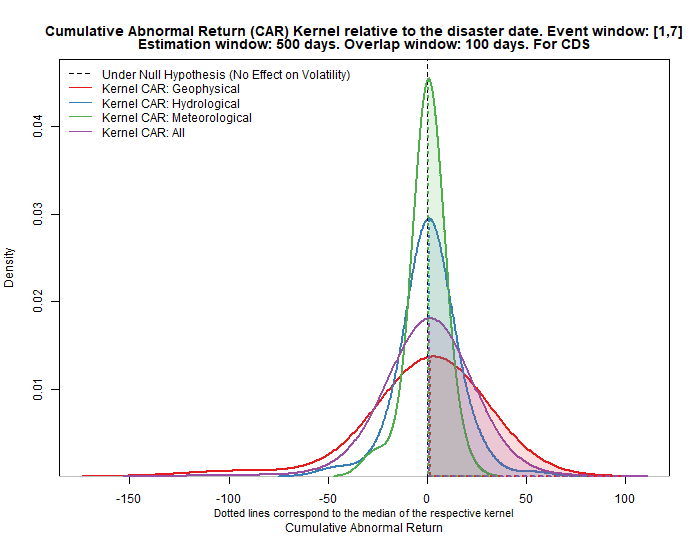 Cumulative Abnormal Return (CAR) Kernel relative to the disaster date. Event window: [1,7]
Estimation window: 500 days. Overlap window: 100 days. For CDS
Under Null Hypothesis (No Effect on Volatility)
Kernel CAR: Geophysical
Kernel CAR: Hydrological
Kernel CAR: Meteorological
Kernel CAR: All
Density
0.04
0.03
0.02
0.01
-150 -100 -50 0 50 100
Dotted lines correspond to the median of the respective kernel
Cumulative Abnormal Return